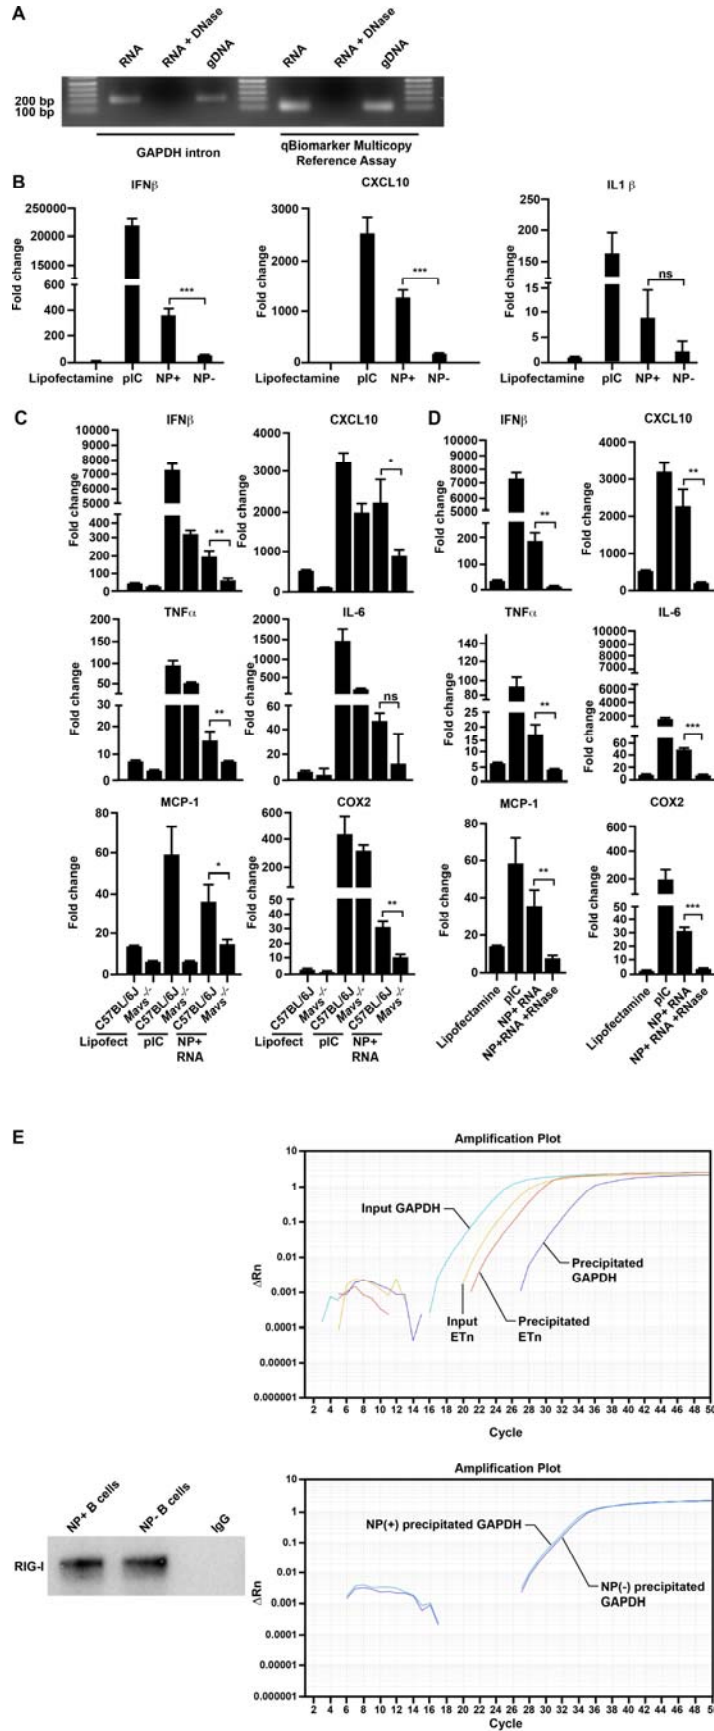 A
RNA
RNA + DNase
gDNA
RNA
RNA + DNase
gDNA
200 bp
100 bp
GAPDH intron
qBiomarker Multicopy
Reference Assay
B
IFNβ
Fold change
250000
20000
15000
600
400
200
0
***
Lipofectamine pIC NP+ NP-
CXCL10
Fold change
3000
2000
1000
0
***
Lipofectamine pIC NP+ NP-
IL1 β
Fold change
250
200
150
100
15
10
5
0
ns
Lipofectamine pIC NP+ NP-
C
IFNβ
Fold change
10000
9000
8000
7000
6000
5000
400
300
200
100
0
**
CXCL10
Fold change
4000
3000
2000
1000
0
*
TNFα
Fold change
200
150
100
50
30
20
10
0
**
IL-6
Fold change
2000
1500
1000
500
60
40
20
0
ns
MCP-1
Fold change
80
60
40
20
0
*
C57BL/6J
Mavs -/-
C57BL/6J
Mavs -/-
C57BL/6J
Mavs -/-
Lipofect pIC NP+
RNA
COX2
Fold change
600
400
200
0
50
40
30
20
10
0
**
C57BL/6J
Mavs -/-
C57BL/6J
Mavs -/-
C57BL/6J
Mavs -/-
Lipofect pIC NP+
RNA
D
IFNβ
Fold change
10000
9000
8000
7000
6000
5000
200
100
0
**
CXCL10
Fold change
4000
3000
2000
1000
0
**
TNFα
Fold change
140
120
100
80
60
25
20
15
10
5
0
**
IL-6
Fold change
10000
8000
6000
4000
2000
60
40
20
0
***
MCP-1
Fold change
80
60
40
20
0
**
Lipofectamine
pIC
NP+ RNA
NP+RNA +RNase
COX2
Fold change
600
400
200
50
40
30
20
10
0
***
Lipofectamine
pIC
NP+ RNA
NP+ RNA +RNase
E
Amplification Plot
ΔRn
10
1
0.1
0.01
0.001
0.0001
0.00001
0.000001
Input GAPDH
Precipitated
GAPDH
Input
ETn
Precipitated
ETn
2 4 6 8 10 12 14 16 18 20 22 24 26 28 30 32 34 36 38 40 42 44 46 48 50
Cycle
NP+ B cells
NP- B cells
IgG
RIG-I
Amplification Plot
ΔRn
10
1
0.1
0.01
0.001
0.0001
0.00001
0.000001
NP(+) precipitated GAPDH
NP(-) precipitated
GAPDH
2 4 6 8 10 12 14 16 18 20 22 24 26 28 30 32 34 36 38 40 42 44 46 48 50
Cycle